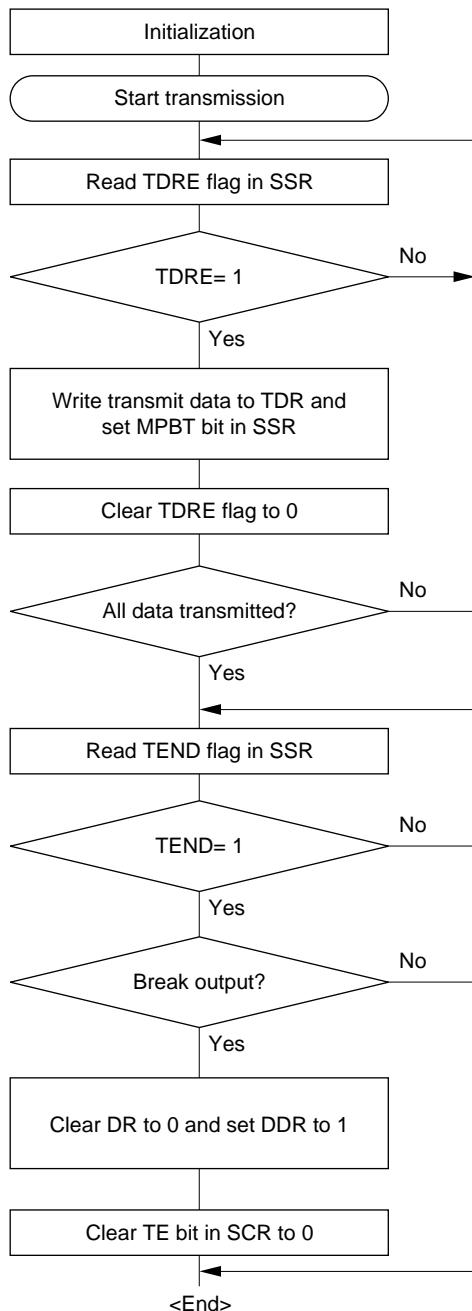 Initialization
Start transmission
Read TDRE flag in SSR
TDRE= 1
No
Yes
Write transmit data to TDR and
set MPBT bit in SSR
Clear TDRE flag to 0
All data transmitted?
No
Yes
Read TEND flag in SSR
TEND= 1
No
Yes
Break output?
No
Yes
Clear DR to 0 and set DDR to 1
Clear TE bit in SCR to 0
<End>